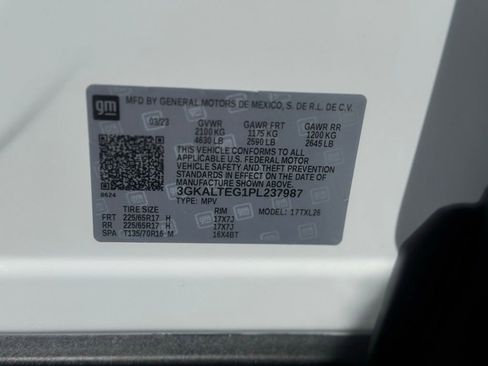 gm
MFD BY GENERAL MOTORS DE MEXICO, S. DE R.L. DE C.V.
03/23 GVWR GAWR FRT GAWR RR
2100 KG 1175 KG 1200 KG
4630 LB 2590 LB 2645 LB
THIS VEHICLE CONFORMS TO ALL APPLICABLE
U.S. FEDERAL MOTOR
VEHICLE SAFETY AND THEFT PREVENTION
STANDARDS IN EFFECT ON THE DATE OF
MANUFACTURE SHOWN ABOVE.
8624 3GKALTEG1PL237987
TYPE: MPV MODEL: 17TXL26
TIRE SIZE RIM
FRT 225/65R17 H 17X7J
RR 225/65R17 H 17X7J
SPA T135/70R16 M 16X4BT